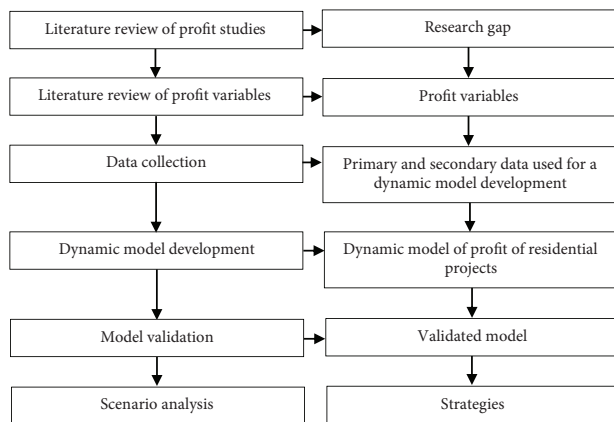 Literature review of profit studies
Research gap
Literature review of profit variables
Profit variables
Data collection
Primary and secondary data used for a
dynamic model development
Dynamic model development
Dynamic model of profit of residential
projects
Model validation
Validated model
Scenario analysis
Strategies